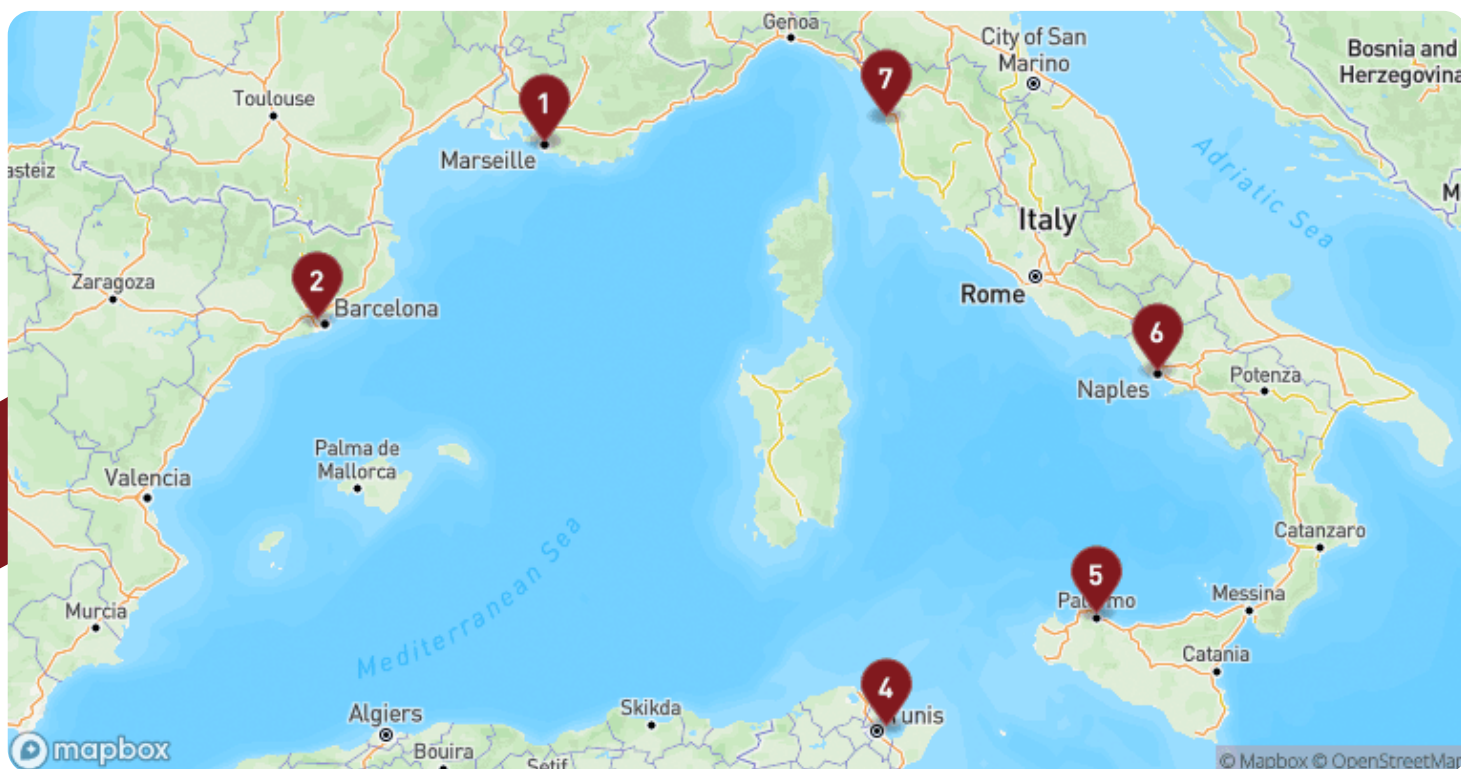 Genoa
City of San
Marino
Bosnia and
Herzegovina
7
1
Toulouse
Marseille
asteiz
Adriatic Sea
M
Italy
2
Zaragoza
Barcelona
Rome
6
Naples
Potenza
Palma de
Mallorca
Valencia
Mediterranean Sea
Catanzaro
5
Murcia
Messina
Catania
4
Tunis
Skikda
Algiers
Bouira
Setif
mapbox
© Mapbox © OpenStreetMap